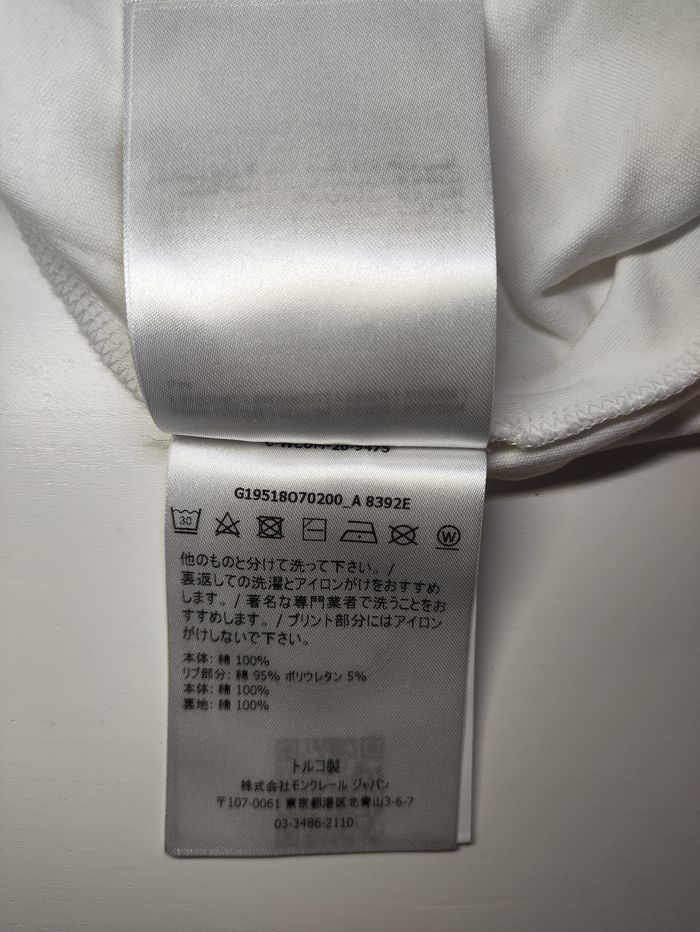 C-WCOM-20-9475
G19518O70200_A 8392E
30
W
他のものと分けて洗って下さい。/
裏返しての洗濯とアイロンがけをおすすめ
します。/ 著名な専門業者で洗うことをお
すすめします。/ プリント部分にはアイロン
がけしないで下さい。
本体: 綿 100%
リブ部分: 綿 95% ポリウレタン 5%
本体: 綿 100%
裏地: 綿 100%
トルコ製
株式会社モンクレール ジャパン
〒107-0061 東京都港区北青山3-6-7
03-3486-2110